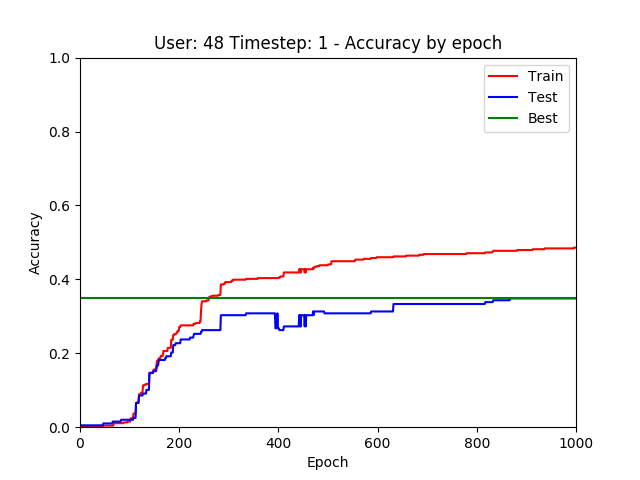 User: 48 Timestep: 1 - Accuracy by epoch
Train
Test
Best
Accuracy
1.0
0.8
0.6
0.4
0.2
0.0
0 200 400 600 800 1000
Epoch